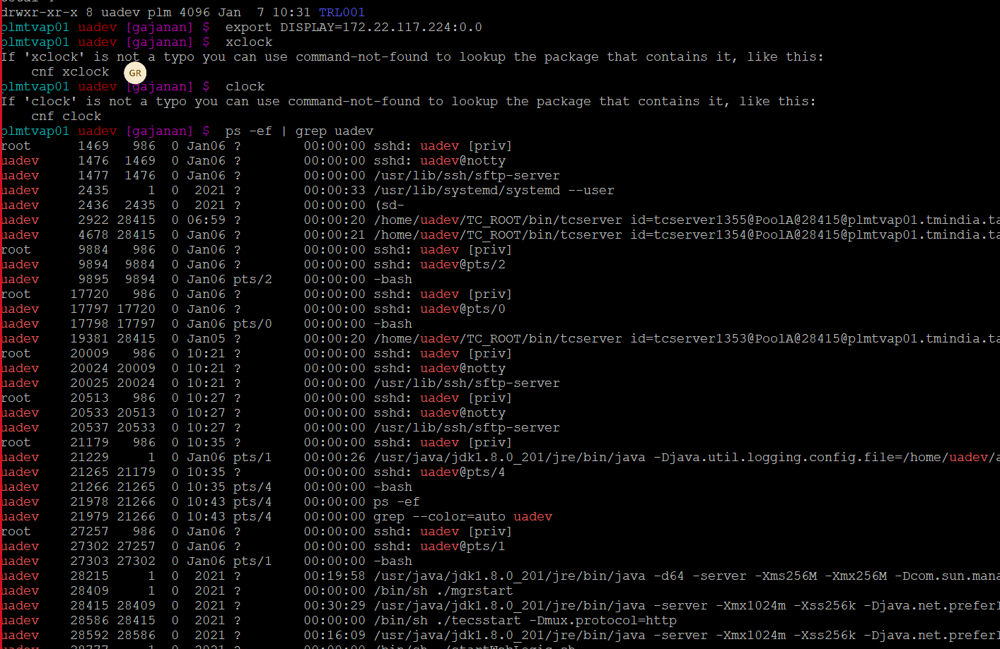 drwxr-xr-x 8 uadev plm 4096 Jan  7 10:31 TRL001
plmtvap01 uadev [gajanan] $  export DISPLAY=172.22.117.224:0.0
plmtvap01 uadev [gajanan] $  xclock
If 'xclock' is not a typo you can use command-not-found to lookup the package that contains it, like this:
    cnf xclock
GR
plmtvap01 uadev [gajanan] $  clock
If 'clock' is not a typo you can use command-not-found to lookup the package that contains it, like this:
    cnf clock
plmtvap01 uadev [gajanan] $  ps -ef | grep uadev
root      1469   986  0 Jan06 ?        00:00:00 sshd: uadev [priv]
uadev     1476  1469  0 Jan06 ?        00:00:00 sshd: uadev@notty
uadev     1477  1476  0 Jan06 ?        00:00:00 /usr/lib/ssh/sftp-server
uadev     2435     1  0  2021 ?        00:00:33 /usr/lib/systemd/systemd --user
uadev     2436  2435  0  2021 ?        00:00:00 (sd-
uadev     2922 28415  0 06:59 ?        00:00:20 /home/uadev/TC_ROOT/bin/tcserver id=tcserver1355@PoolA@28415@plmtvap01.tmindia.ta
uadev     4678 28415  0 Jan06 ?        00:00:21 /home/uadev/TC_ROOT/bin/tcserver id=tcserver1354@PoolA@28415@plmtvap01.tmindia.ta
root      9884   986  0 Jan06 ?        00:00:00 sshd: uadev [priv]
uadev     9894  9884  0 Jan06 ?        00:00:00 sshd: uadev@pts/2
uadev     9895  9894  0 Jan06 pts/2    00:00:00 -bash
root     17720   986  0 Jan06 ?        00:00:00 sshd: uadev [priv]
uadev    17797 17720  0 Jan06 ?        00:00:00 sshd: uadev@pts/0
uadev    17798 17797  0 Jan06 pts/0    00:00:00 -bash
uadev    19381 28415  0 Jan05 ?        00:00:20 /home/uadev/TC_ROOT/bin/tcserver id=tcserver1353@PoolA@28415@plmtvap01.tmindia.ta
root     20009   986  0 10:21 ?        00:00:00 sshd: uadev [priv]
uadev    20024 20009  0 10:21 ?        00:00:00 sshd: uadev@notty
uadev    20025 20024  0 10:21 ?        00:00:00 /usr/lib/ssh/sftp-server
root     20513   986  0 10:27 ?        00:00:00 sshd: uadev [priv]
uadev    20533 20513  0 10:27 ?        00:00:00 sshd: uadev@notty
uadev    20537 20533  0 10:27 ?        00:00:00 /usr/lib/ssh/sftp-server
root     21179   986  0 10:35 ?        00:00:00 sshd: uadev [priv]
uadev    21229     1  0 Jan06 pts/1    00:00:26 /usr/java/jdk1.8.0_201/jre/bin/java -Djava.util.logging.config.file=/home/uadev/a
uadev    21265 21179  0 10:35 ?        00:00:00 sshd: uadev@pts/4
uadev    21266 21265  0 10:35 pts/4    00:00:00 -bash
uadev    21978 21266  0 10:43 pts/4    00:00:00 ps -ef
uadev    21979 21266  0 10:43 pts/4    00:00:00 grep --color=auto uadev
root     27257   986  0 Jan06 ?        00:00:00 sshd: uadev [priv]
uadev    27302 27257  0 Jan06 ?        00:00:00 sshd: uadev@pts/1
uadev    27303 27302  0 Jan06 pts/1    00:00:00 -bash
uadev    28215     1  0  2021 ?        00:19:58 /usr/java/jdk1.8.0_201/jre/bin/java -d64 -server -Xms256M -Xmx256M -Dcom.sun.mana
uadev    28409     1  0  2021 ?        00:00:00 /bin/sh ./mgrstart
uadev    28415 28409  0  2021 ?        00:30:29 /usr/java/jdk1.8.0_201/jre/bin/java -server -Xmx1024m -Xss256k -Djava.net.prefer
uadev    28586 28415  0  2021 ?        00:00:00 /bin/sh ./tecsstart -Dmux.protocol=http
uadev    28592 28586  0  2021 ?        00:16:09 /usr/java/jdk1.8.0_201/jre/bin/java -server -Xmx1024m -Xss256k -Djava.net.prefer
uadev    28777     1  0  2021 ?        00:00:00 /bin/sh ./startWebLogic.sh